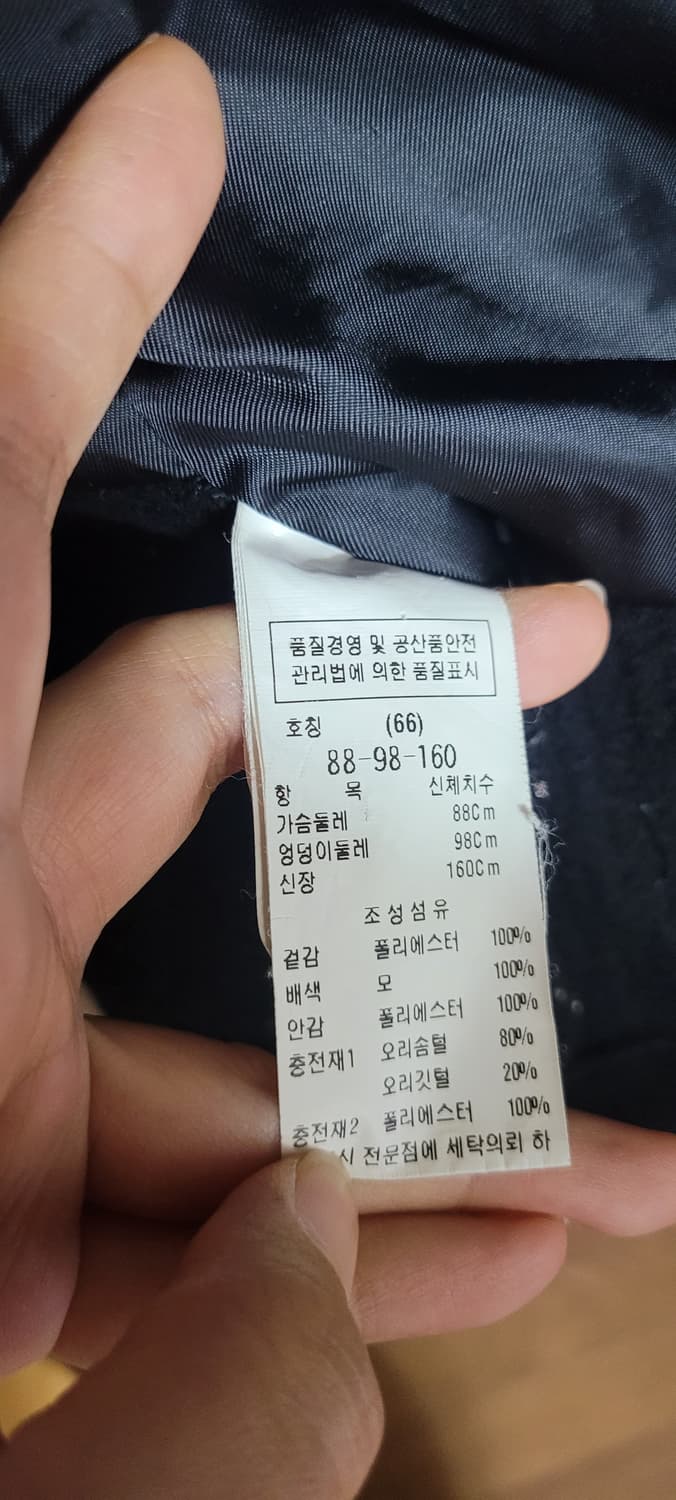 품질경영 및 공산품안전
관리법에 의한 품질표시
호칭 (66)
88-98-160
항 목 신체치수
가슴둘레 88Cm
엉덩이둘레 98Cm
신장 160Cm
조성섬유
겉감 폴리에스터 100%
배색 모 100%
안감 폴리에스터 100%
충전재1 오리솜털 80%
오리깃털 20%
충전재2 폴리에스터 100%
시 전문점에 세탁의뢰 하